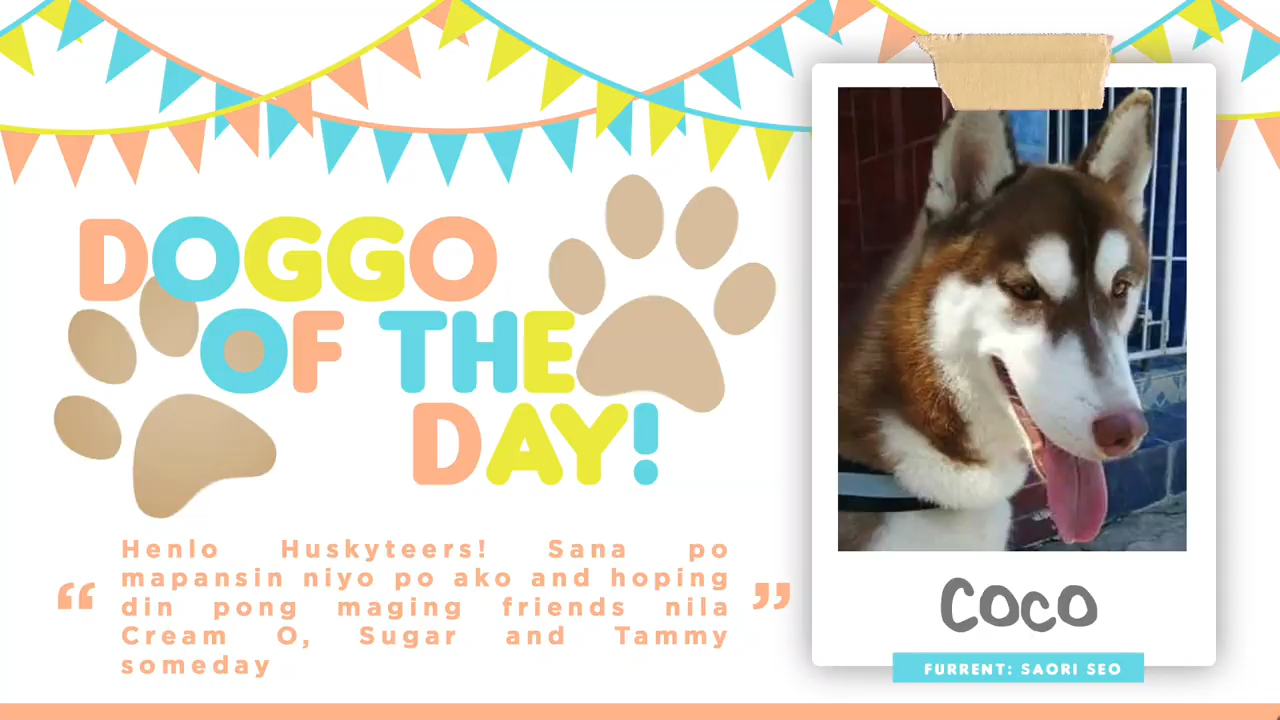 DOGGO
OF THE
DAY!
“ Henlo Huskyteers! Sana po
mapansin niyo po ako and hoping
din pong maging friends nila
Cream O, Sugar and Tammy
someday ”
Coco
FURRENT: SAORI SEO